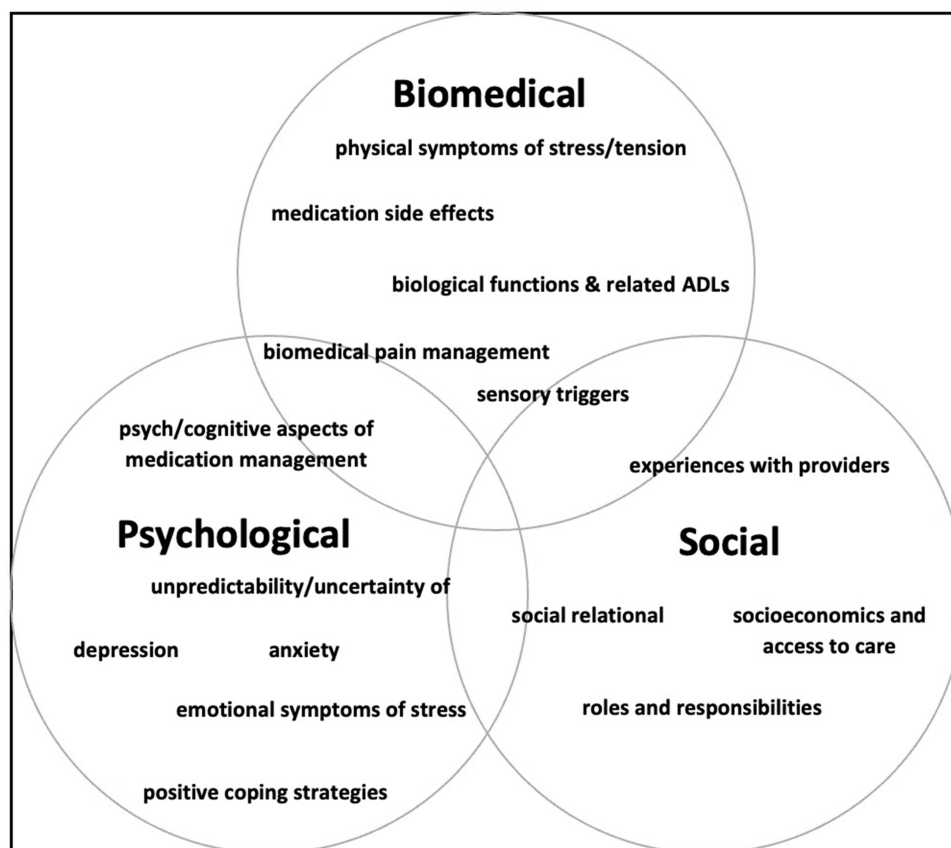 Biomedical
physical symptoms of stress/tension
medication side effects
biological functions & related ADLs
biomedical pain management
sensory triggers
psych/cognitive aspects of
medication management
experiences with providers
Psychological
Social
unpredictability/uncertainty of
social relational
socioeconomics and
access to care
depression
anxiety
emotional symptoms of stress
roles and responsibilities
positive coping strategies